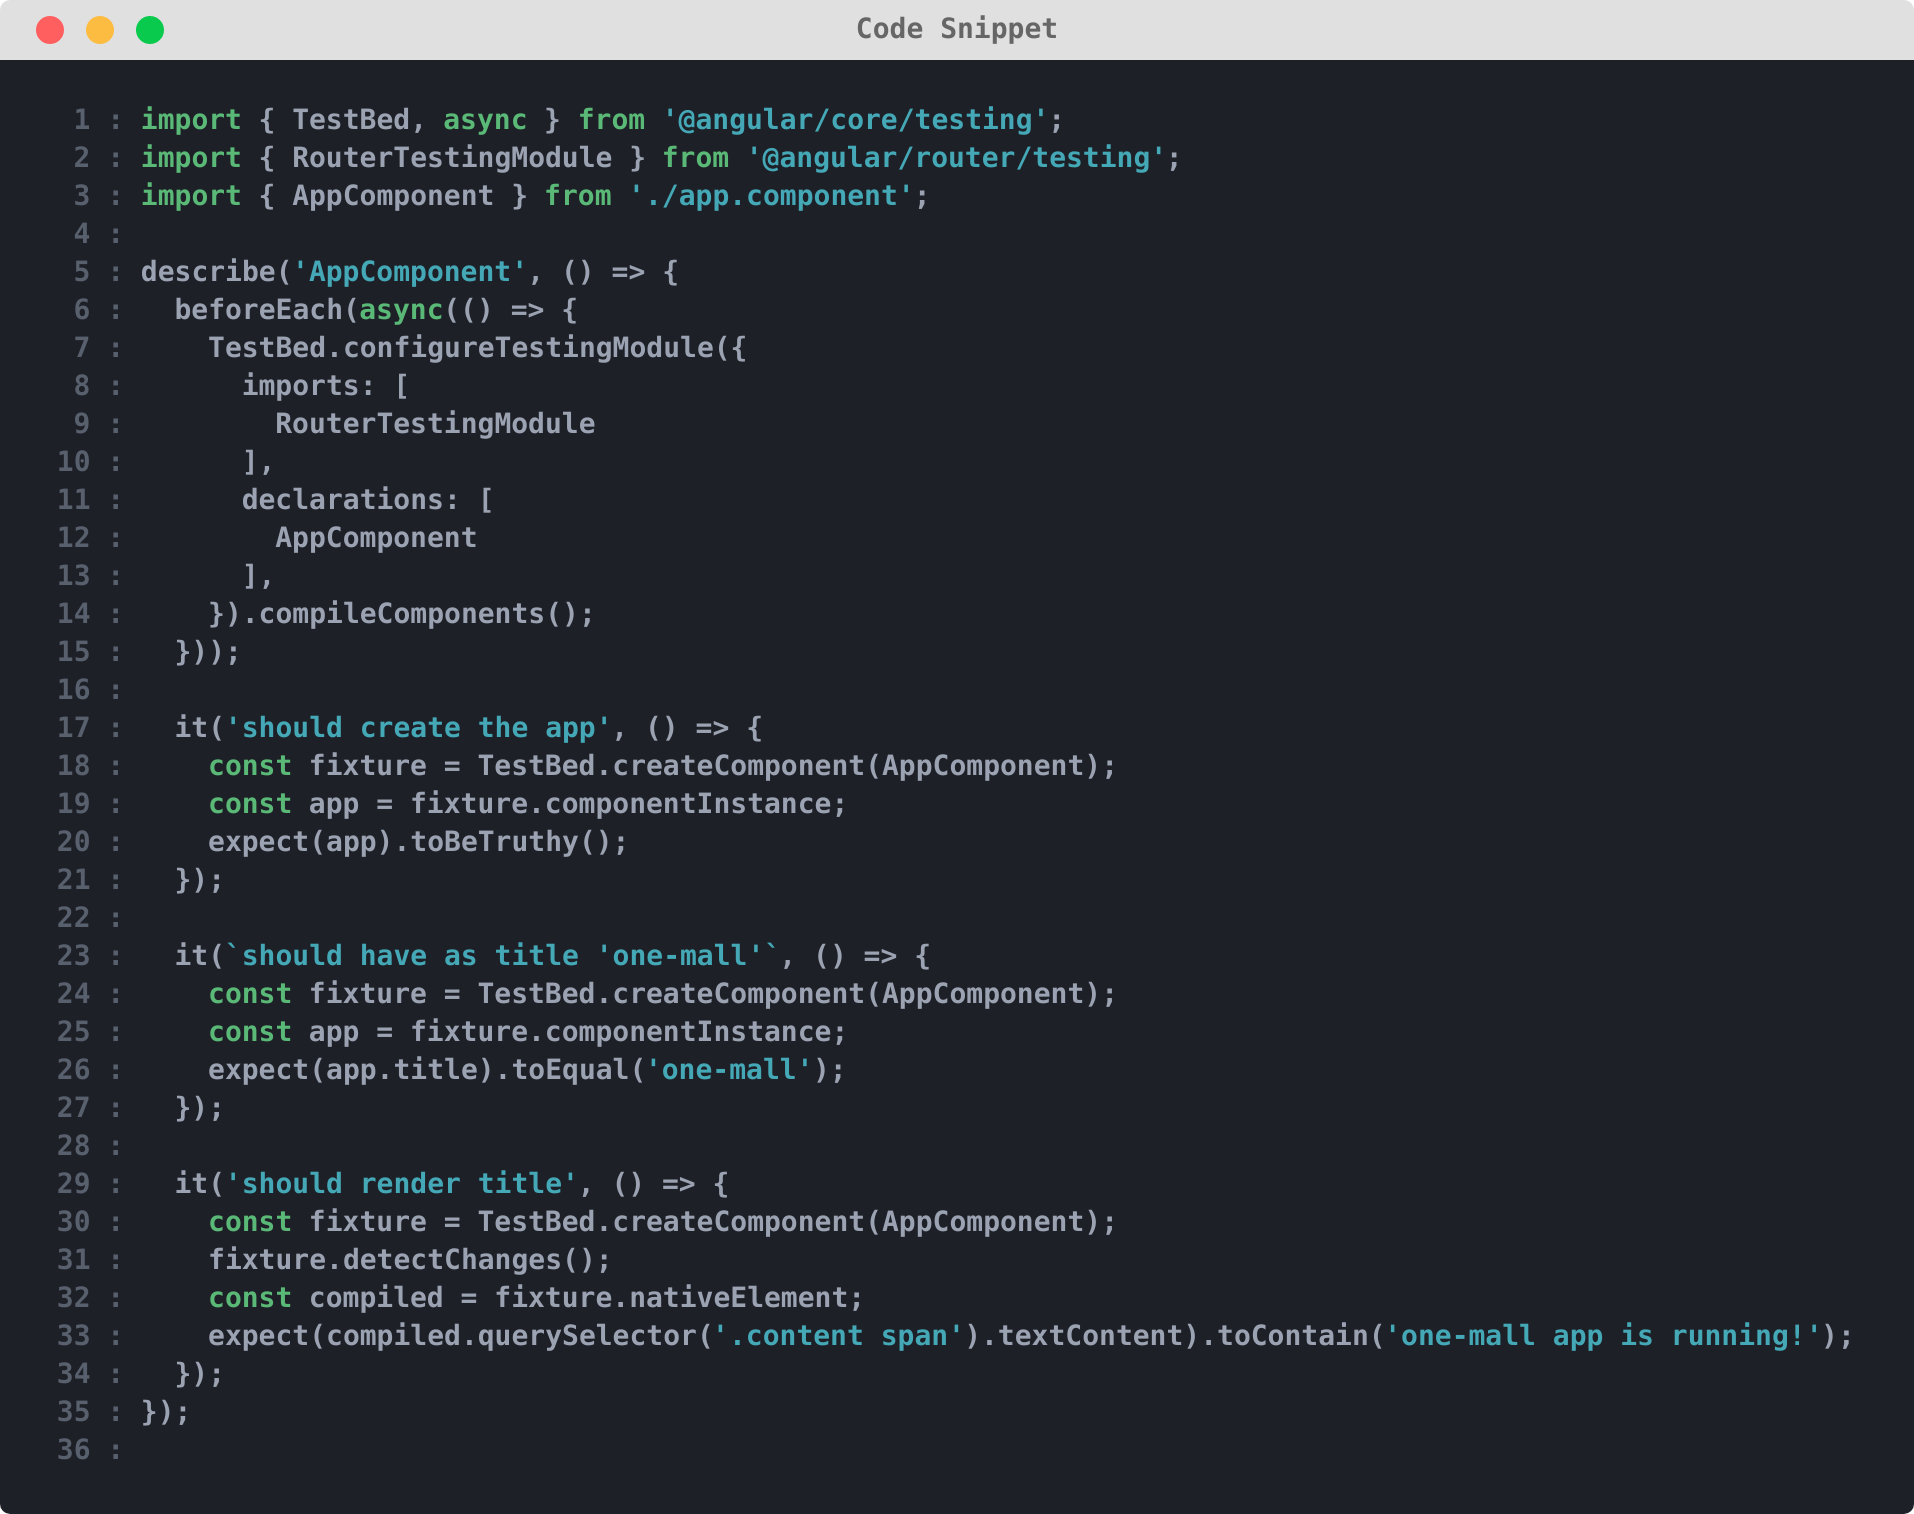 Code Snippet
1 : import { TestBed, async } from '@angular/core/testing';
2 : import { RouterTestingModule } from '@angular/router/testing';
3 : import { AppComponent } from './app.component';
4 :
5 : describe('AppComponent', () => {
6 :   beforeEach(async(() => {
7 :     TestBed.configureTestingModule({
8 :       imports: [
9 :         RouterTestingModule
10 :       ],
11 :       declarations: [
12 :         AppComponent
13 :       ],
14 :     }).compileComponents();
15 :   }));
16 :
17 :   it('should create the app', () => {
18 :     const fixture = TestBed.createComponent(AppComponent);
19 :     const app = fixture.componentInstance;
20 :     expect(app).toBeTruthy();
21 :   });
22 :
23 :   it(`should have as title 'one-mall'`, () => {
24 :     const fixture = TestBed.createComponent(AppComponent);
25 :     const app = fixture.componentInstance;
26 :     expect(app.title).toEqual('one-mall');
27 :   });
28 :
29 :   it('should render title', () => {
30 :     const fixture = TestBed.createComponent(AppComponent);
31 :     fixture.detectChanges();
32 :     const compiled = fixture.nativeElement;
33 :     expect(compiled.querySelector('.content span').textContent).toContain('one-mall app is running!');
34 :   });
35 : });
36 :